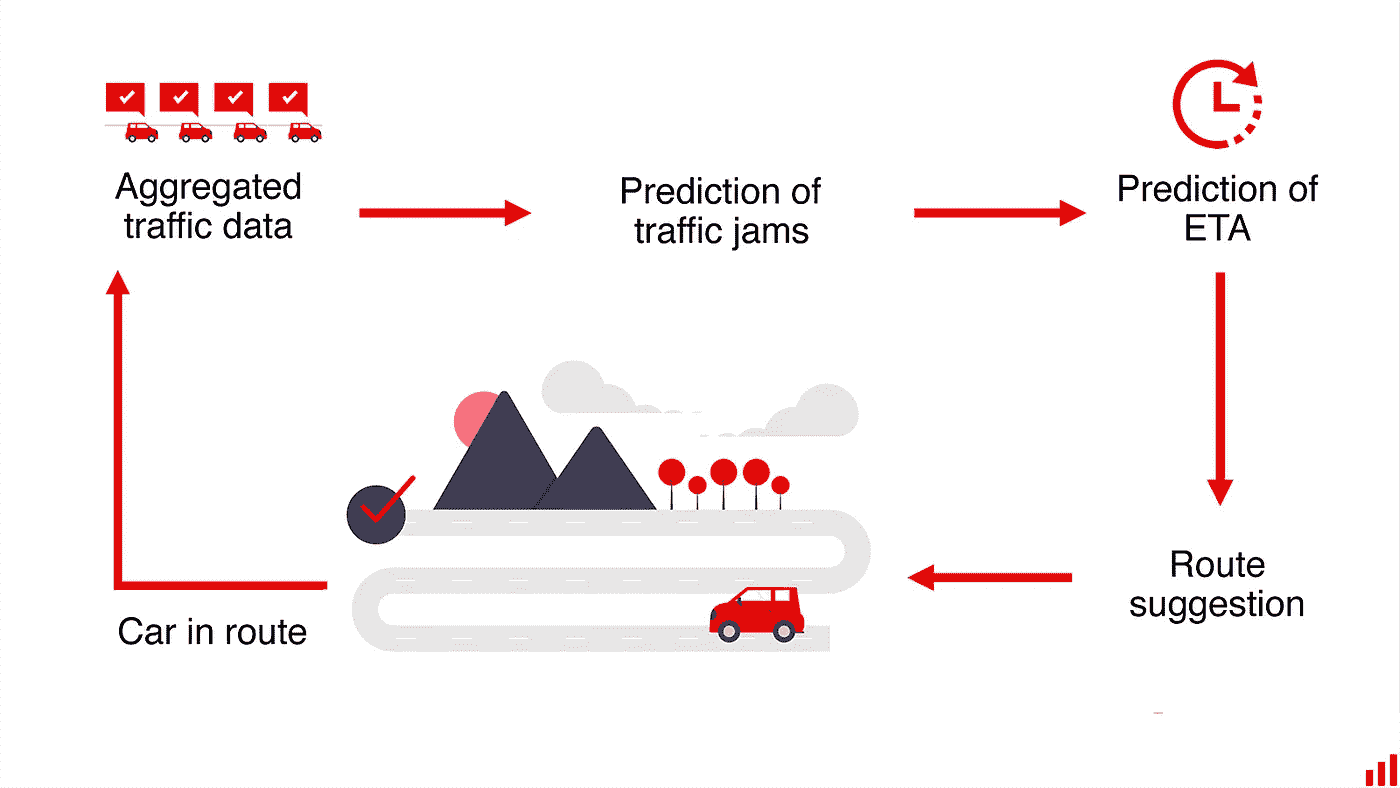 Aggregated
traffic data
Prediction of
traffic jams
Prediction of
ETA
Route
suggestion
Car in route